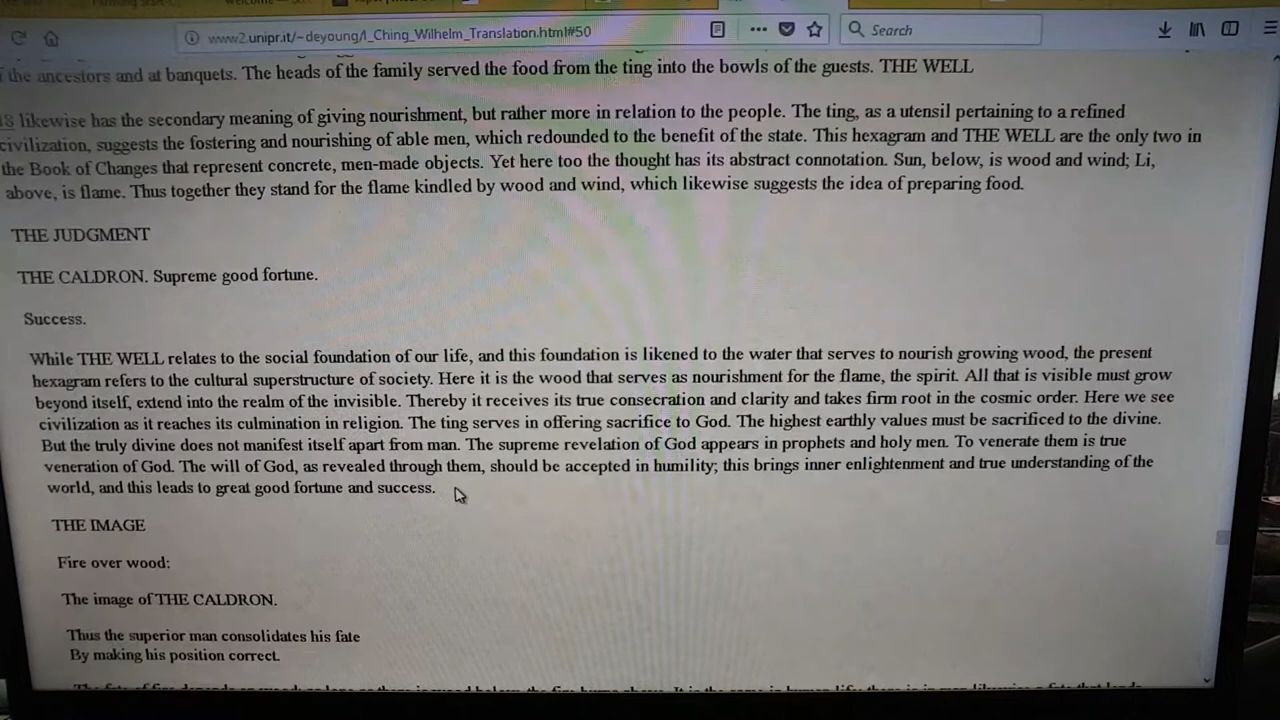 www2.unipr.it/~deyoung/I_Ching_Wilhelm_Translation.html#50
Search
the ancestors and at banquets. The heads of the family served the food from the ting into the bowls of the guests. THE WELL
likewise has the secondary meaning of giving nourishment, but rather more in relation to the people. The ting, as a utensil pertaining to a refined
civilization, suggests the fostering and nourishing of able men, which redounded to the benefit of the state. This hexagram and THE WELL are the only two in
the Book of Changes that represent concrete, men-made objects. Yet here too the thought has its abstract connotation. Sun, below, is wood and wind; Li,
above, is flame. Thus together they stand for the flame kindled by wood and wind, which likewise suggests the idea of preparing food.
THE JUDGMENT
THE CALDRON. Supreme good fortune.
Success.
While THE WELL relates to the social foundation of our life, and this foundation is likened to the water that serves to nourish growing wood, the present
hexagram refers to the cultural superstructure of society. Here it is the wood that serves as nourishment for the flame, the spirit. All that is visible must grow
beyond itself, extend into the realm of the invisible. Thereby it receives its true consecration and clarity and takes firm root in the cosmic order. Here we see
civilization as it reaches its culmination in religion. The ting serves in offering sacrifice to God. The highest earthly values must be sacrificed to the divine.
But the truly divine does not manifest itself apart from man. The supreme revelation of God appears in prophets and holy men. To venerate them is true
veneration of God. The will of God, as revealed through them, should be accepted in humility; this brings inner enlightenment and true understanding of the
world, and this leads to great good fortune and success.
THE IMAGE
Fire over wood:
The image of THE CALDRON.
Thus the superior man consolidates his fate
By making his position correct.